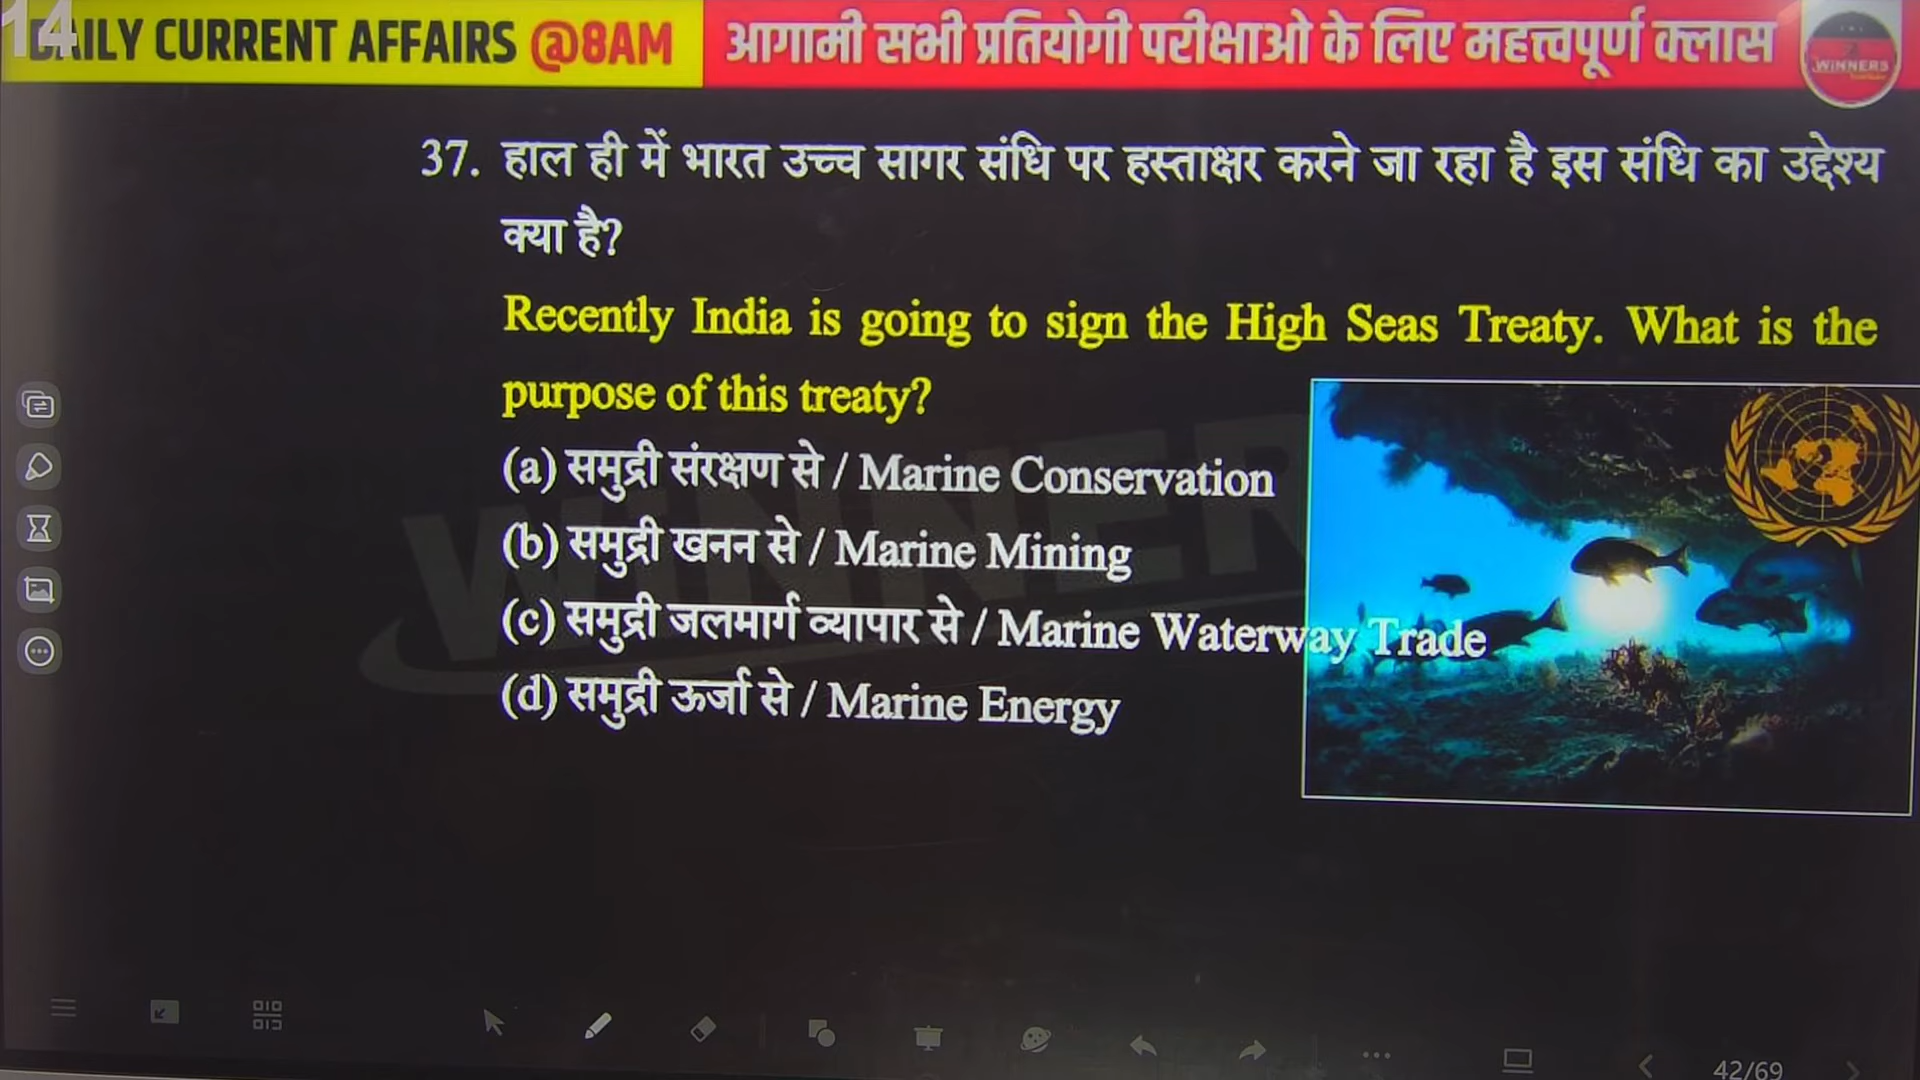 14
DAILY CURRENT AFFAIRS @8AM
आगामी सभी प्रतियोगी परीक्षाओ के लिए महत्त्वपूर्ण क्लास
WINNERS
37. हाल ही में भारत उच्च सागर संधि पर हस्ताक्षर करने जा रहा है इस संधि का उद्देश्य
क्या है?
Recently India is going to sign the High Seas Treaty. What is the
purpose of this treaty?
(a) समुद्री संरक्षण से / Marine Conservation
(b) समुद्री खनन से / Marine Mining
(c) समुद्री जलमार्ग व्यापार से / Marine Waterway Trade
(d) समुद्री ऊर्जा से / Marine Energy
WINNER
42/69